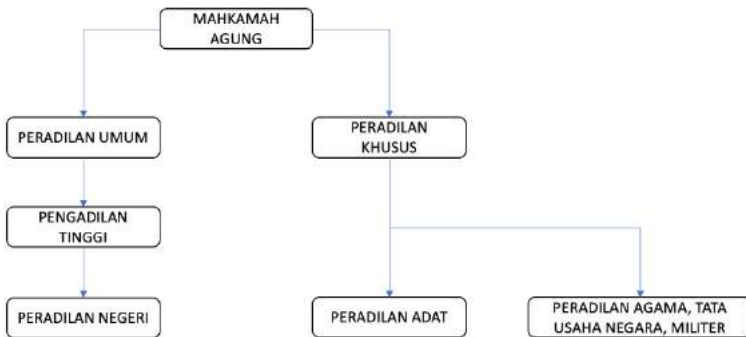 MAHKAMAH
AGUNG
PERADILAN UMUM
PERADILAN
KHUSUS
PENGADILAN
TINGGI
PERADILAN NEGERI
PERADILAN ADAT
PERADILAN AGAMA, TATA
USAHA NEGARA, MILITER